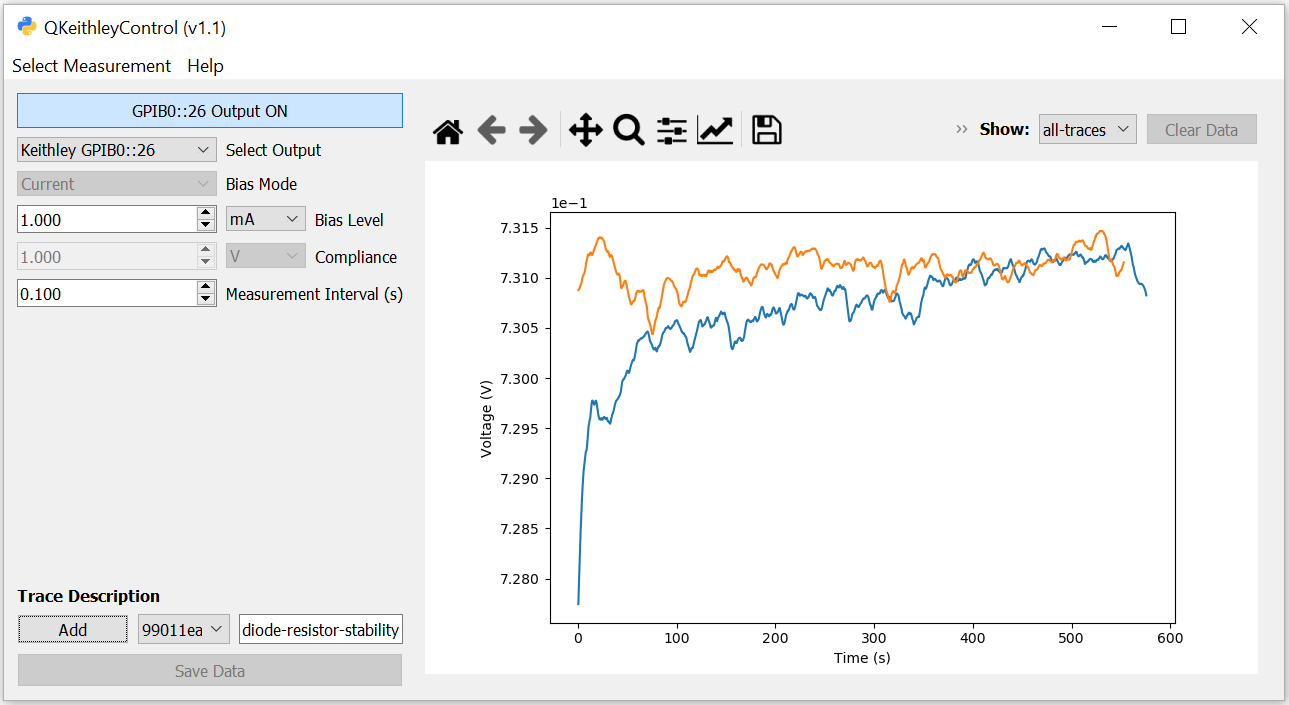 QKeithleyControl (v1.1)
Select Measurement Help
GPIB0::26 Output ON
Keithley GPIB0::26 Select Output
Current Bias Mode
1.000 mA Bias Level
1.000 V Compliance
0.100 Measurement Interval (s)
Trace Description
Add 99011ea diode-resistor-stability
Save Data
Show: all-traces Clear Data
1e−1
7.315
7.310
7.305
7.300
7.295
7.290
7.285
7.280
Voltage (V)
0 100 200 300 400 500 600
Time (s)